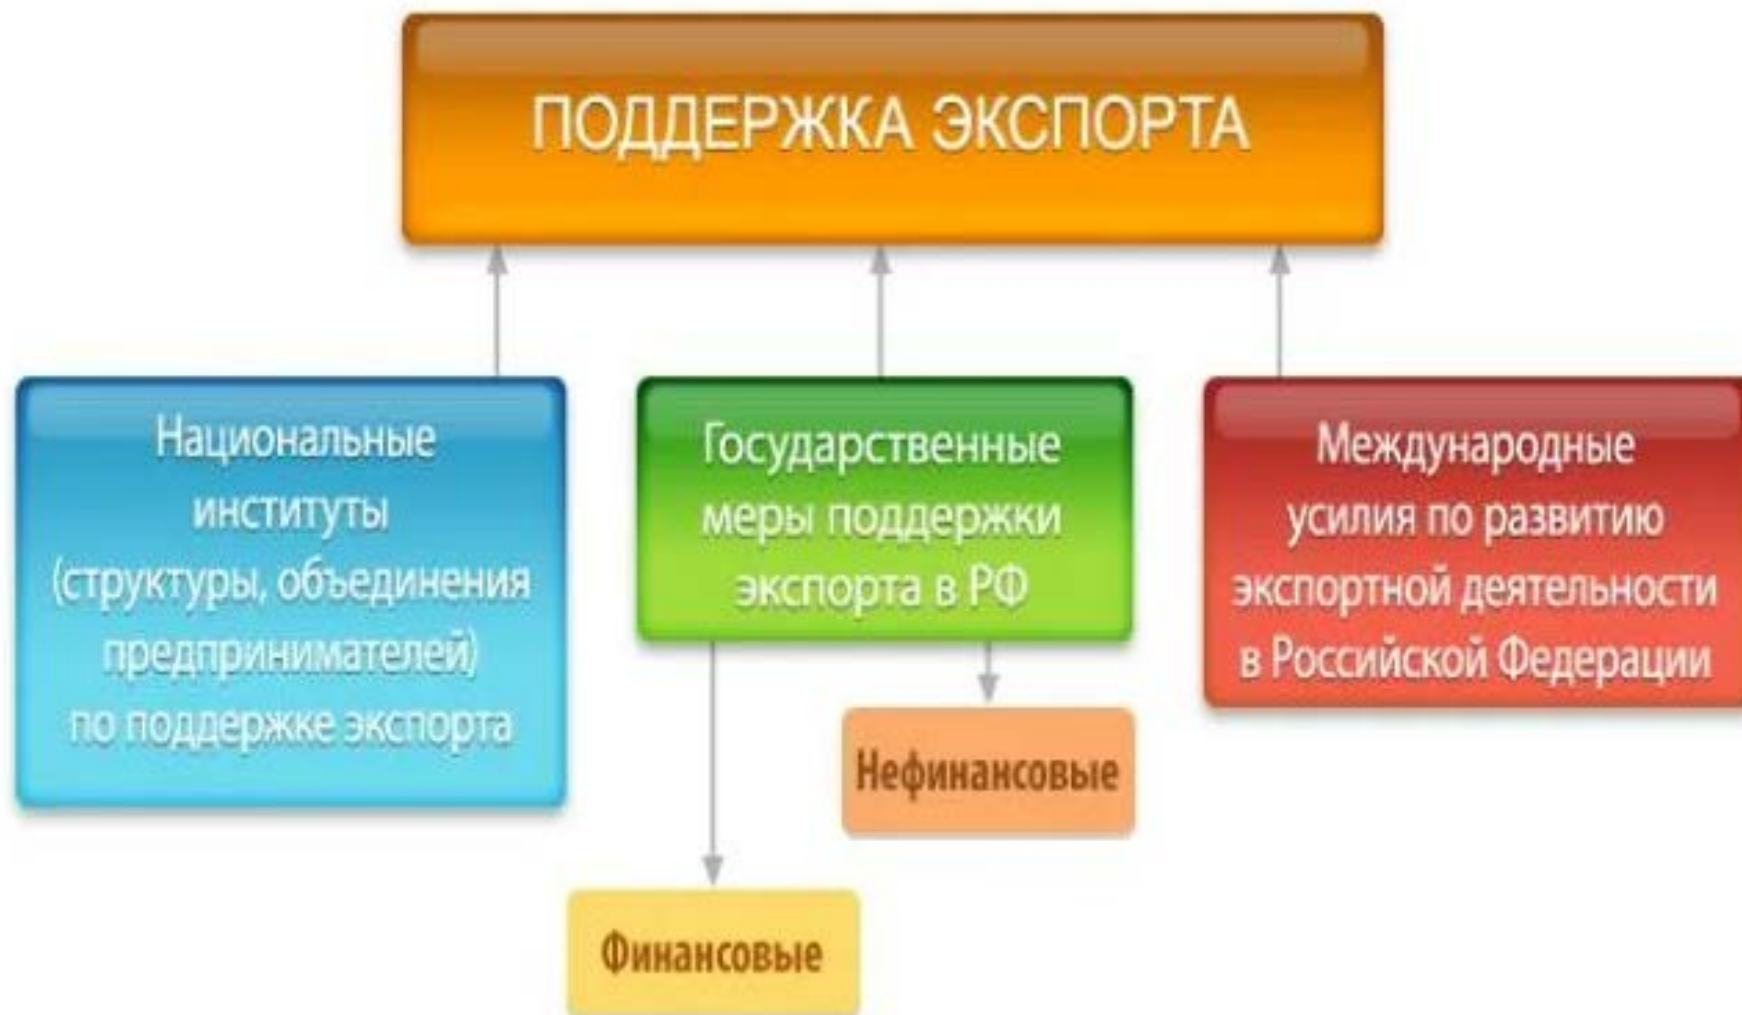 ПОДДЕРЖКА ЭКСПОРТА
Национальные
институты
(структуры, объединения
предпринимателей)
по поддержке экспорта
Государственные
меры поддержки
экспорта в РФ
Международные
усилия по развитию
экспортной деятельности
в Российской Федерации
Нефинансовые
Финансовые